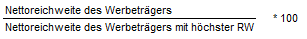 Nettoreichweite des Werbeträgers
* 100
Nettoreichweite des Werbeträgers mit höchster RW